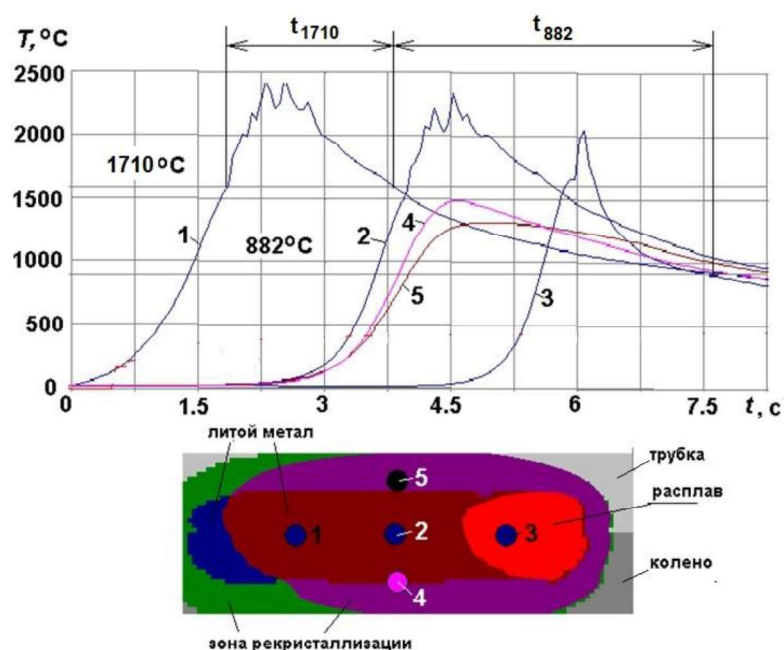 t1710
t882
T, °C
2500
2000
1710 °C
1500
1
2
4
882°C
1000
5
3
500
0
0 1.5 3 4.5 6 7.5 t, c
литой метал
трубка
5
расплав
1 2 3
колено
4
зона рекристаллизации